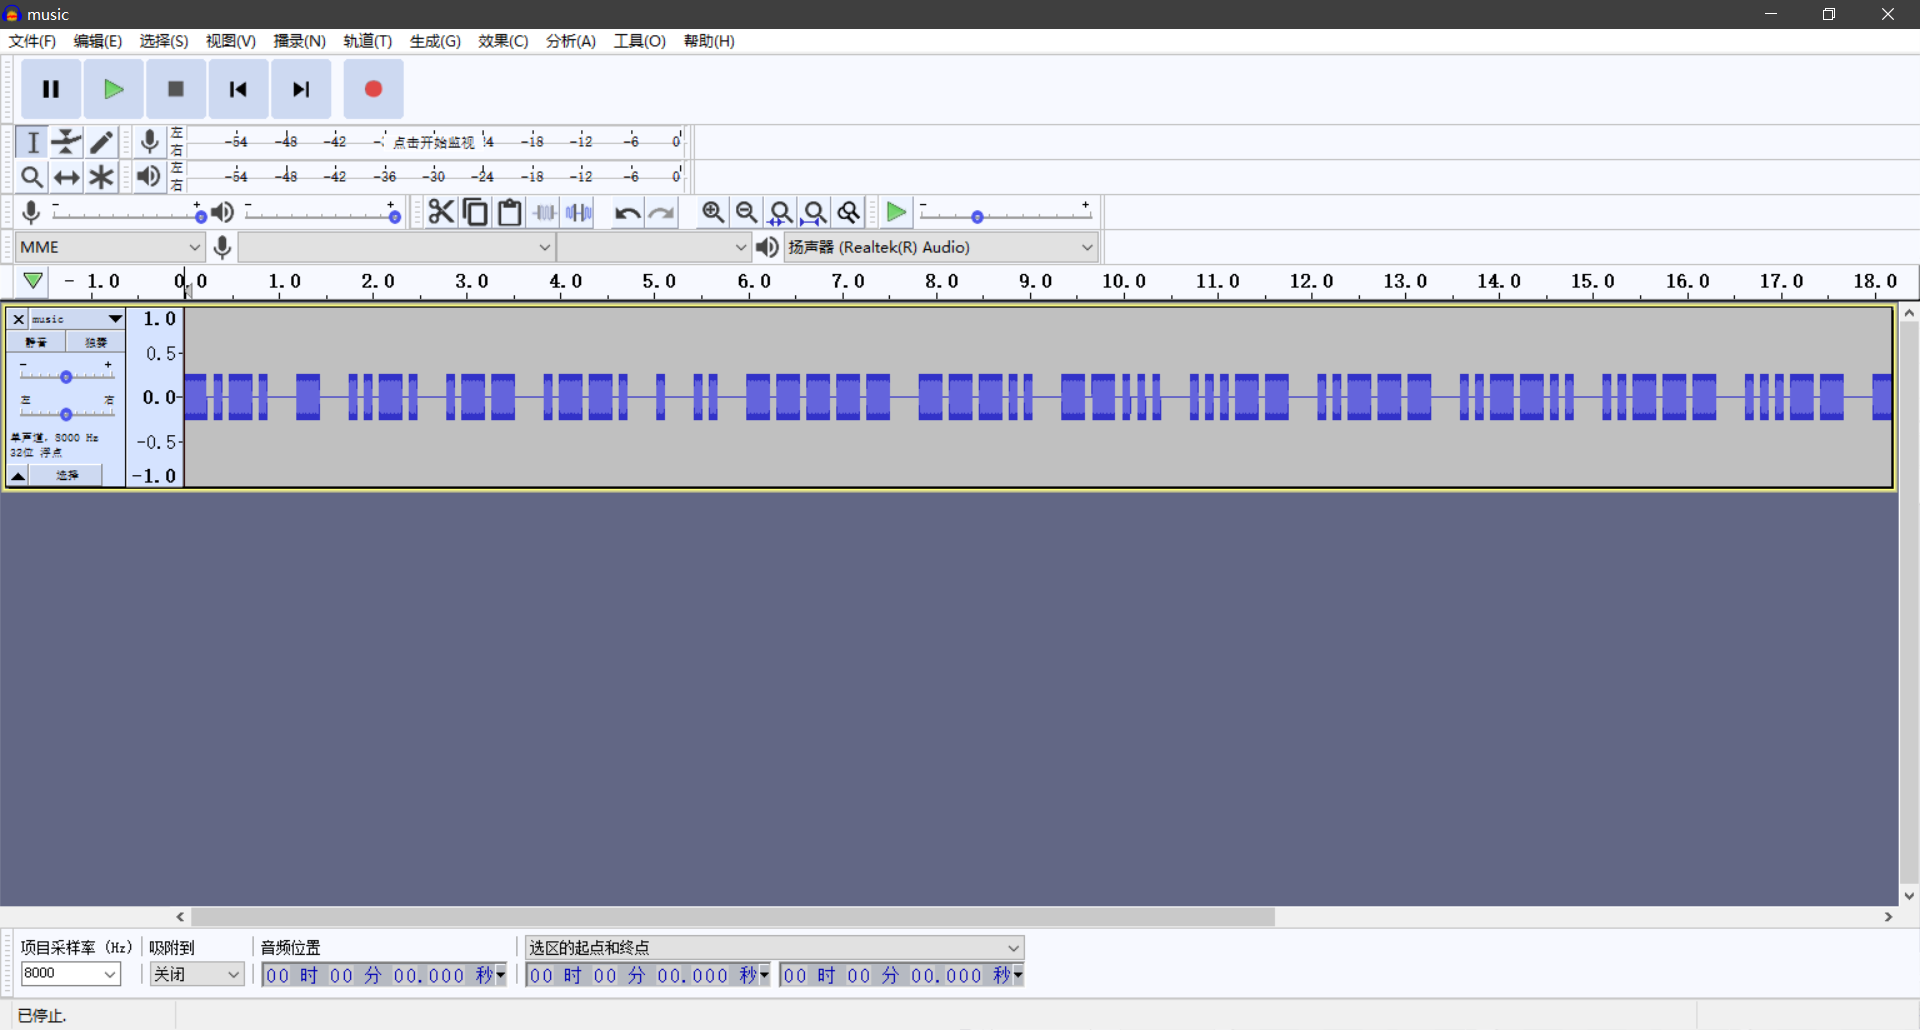 music
文件(F) 编辑(E) 选择(S) 视图(V) 播录(N) 轨道(T) 生成(G) 效果(C) 分析(A) 工具(O) 帮助(H)
左 右 -54 -48 -42 点击开始监视 -18 -12 -6 0
左 右 -54 -48 -42 -36 -30 -24 -18 -12 -6 0
- + - + - +
MME 扬声器 (Realtek(R) Audio)
- 1.0 0.0 1.0 2.0 3.0 4.0 5.0 6.0 7.0 8.0 9.0 10.0 11.0 12.0 13.0 14.0 15.0 16.0 17.0 18.0
music 1.0
静音 独奏 0.5
- +
左 右 0.0
单声道, 8000 Hz -0.5
32位 浮点
选择 -1.0
项目采样率 (Hz) 吸附到 音频位置 选区的起点和终点
8000 关闭 00 时 00 分 00.000 秒 00 时 00 分 00.000 秒 00 时 00 分 00.000 秒
已停止.